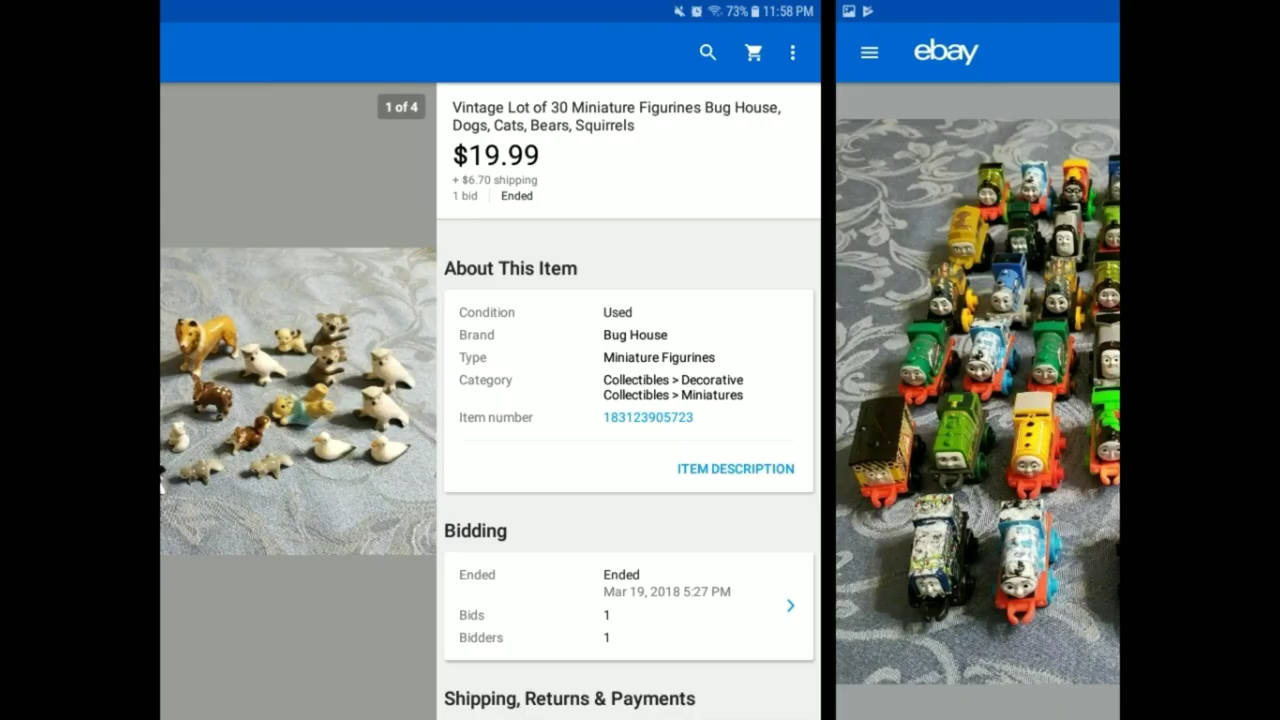 73% 11:58 PM
ebay
1 of 4
Vintage Lot of 30 Miniature Figurines Bug House,
Dogs, Cats, Bears, Squirrels
$19.99
+ $6.70 shipping
1 bid Ended
About This Item
Condition Used
Brand Bug House
Type Miniature Figurines
Category Collectibles > Decorative
Collectibles > Miniatures
Item number 183123905723
ITEM DESCRIPTION
Bidding
Ended Ended
Mar 19, 2018 5:27 PM
Bids 1
Bidders 1
Shipping, Returns & Payments